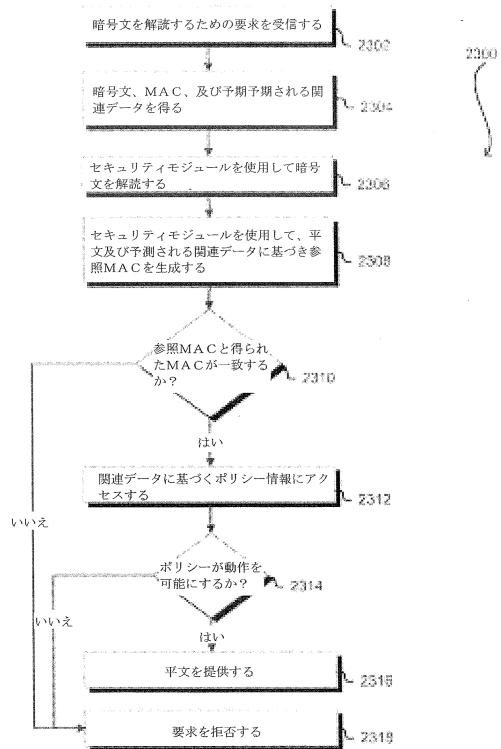 暗号文を解読するための要求を受信する
2302
2300
暗号文、ＭＡＣ、及び予期予期される関
連データを得る
2304
セキュリティモジュールを使用して暗号
文を解読する
2306
セキュリティモジュールを使用して、平
文及び予測される関連データに基づき参
照ＭＡＣを生成する
2308
参照ＭＡＣと得られ
たＭＡＣが一致する
か？
2310
はい
関連データに基づくポリシー情報にアク
セスする
2312
いいえ
ポリシーが動作を
可能にするか？
2314
いいえ
はい
平文を提供する
2316
要求を拒否する
2318